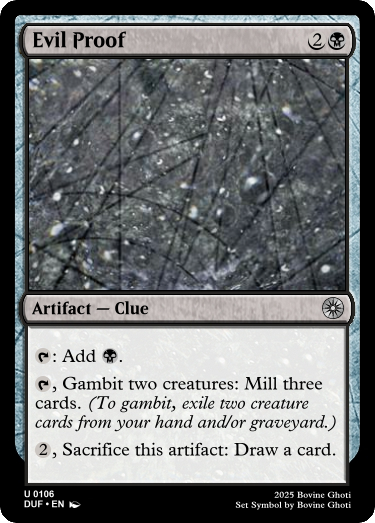 Evil Proof 2
Artifact — Clue
: Add .
, Gambit two creatures: Mill three
cards. (To gambit, exile two creature
cards from your hand and/or graveyard.)
2, Sacrifice this artifact: Draw a card.
U 0106
DUF • EN
2025 Bovine Ghoti
Set Symbol by Bovine Ghoti